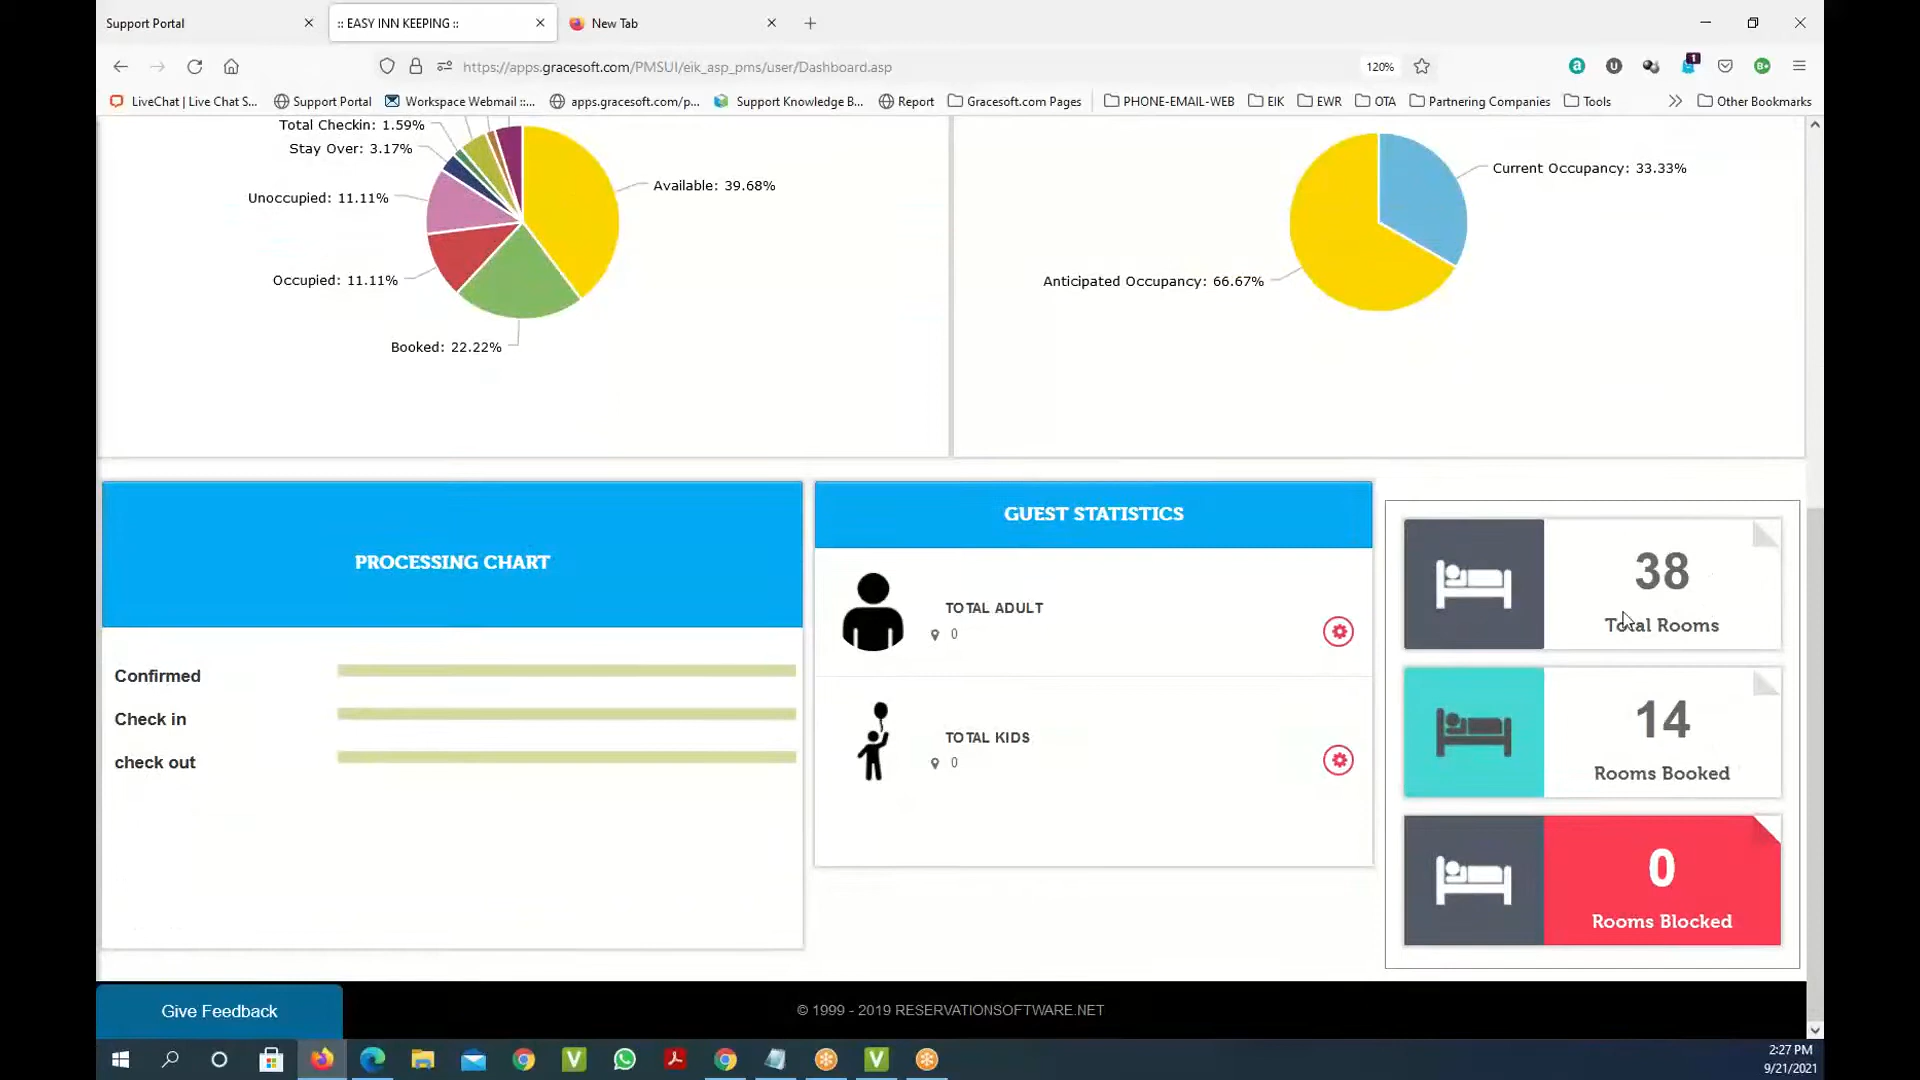 Support Portal
:: EASY INN KEEPING ::
New Tab
https://apps.gracesoft.com/PMSUI/eik_asp_pms/user/Dashboard.asp
120%
1
LiveChat | Live Chat S...
Support Portal
Workspace Webmail ::...
apps.gracesoft.com/p...
Support Knowledge B...
Report
Gracesoft.com Pages
PHONE-EMAIL-WEB
EIK
EWR
OTA
Partnering Companies
Tools
Other Bookmarks
Total Checkin: 1.59%
Stay Over: 3.17%
Unoccupied: 11.11%
Occupied: 11.11%
Booked: 22.22%
Available: 39.68%
Current Occupancy: 33.33%
Anticipated Occupancy: 66.67%
PROCESSING CHART
Confirmed
Check in
check out
GUEST STATISTICS
TOTAL ADULT
0
TOTAL KIDS
0
38
Total Rooms
14
Rooms Booked
0
Rooms Blocked
Give Feedback
© 1999 - 2019 RESERVATIONSOFTWARE.NET
2:27 PM
9/21/2021